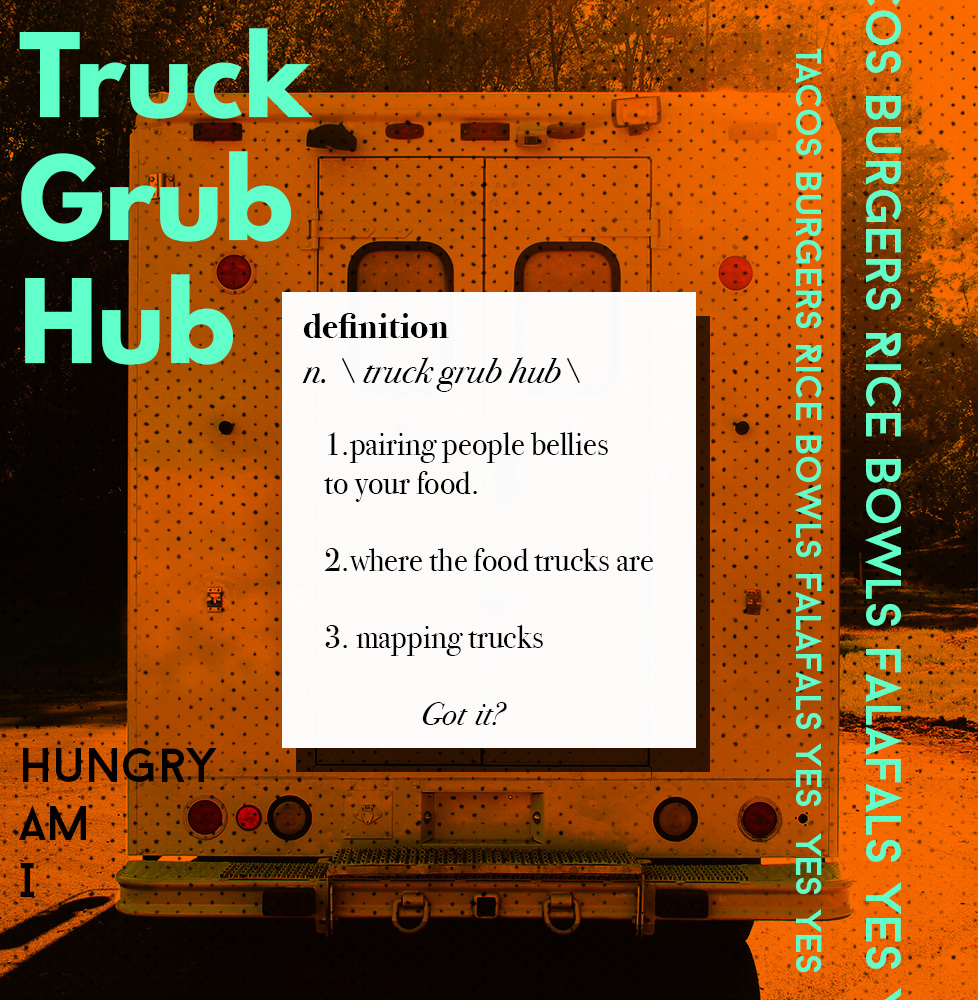 Truck
Grub
Hub
definition
n. \ truck grub hub \
1.pairing people bellies
to your food.
2.where the food trucks are
3. mapping trucks
Got it?
HUNGRY
AM
I
TACOS BURGERS RICE BOWLS FALAFALS YES YES YES
COS BURGERS RICE BOWLS FALAFALS YES